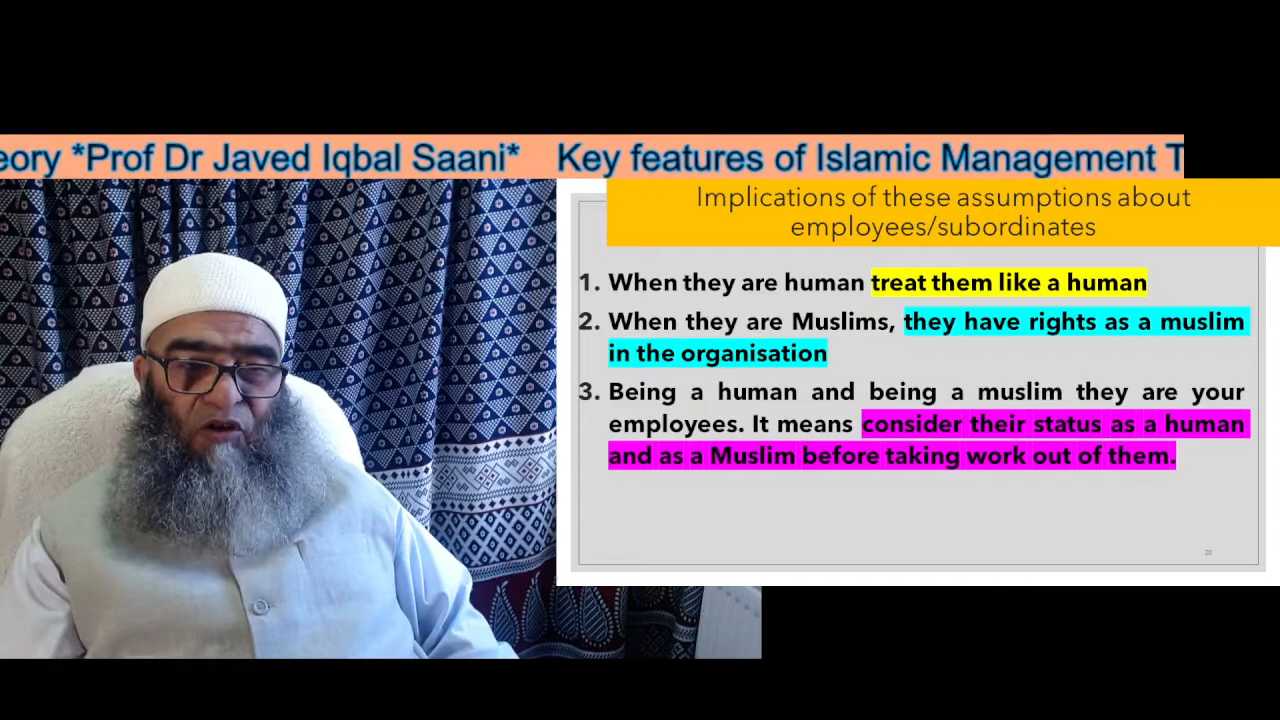 eory *Prof Dr Javed Iqbal Saani* Key features of Islamic Management T
Implications of these assumptions about
employees/subordinates
1. When they are human treat them like a human
2. When they are Muslims, they have rights as a muslim
in the organisation
3. Being a human and being a muslim they are your
employees. It means consider their status as a human
and as a Muslim before taking work out of them.
20